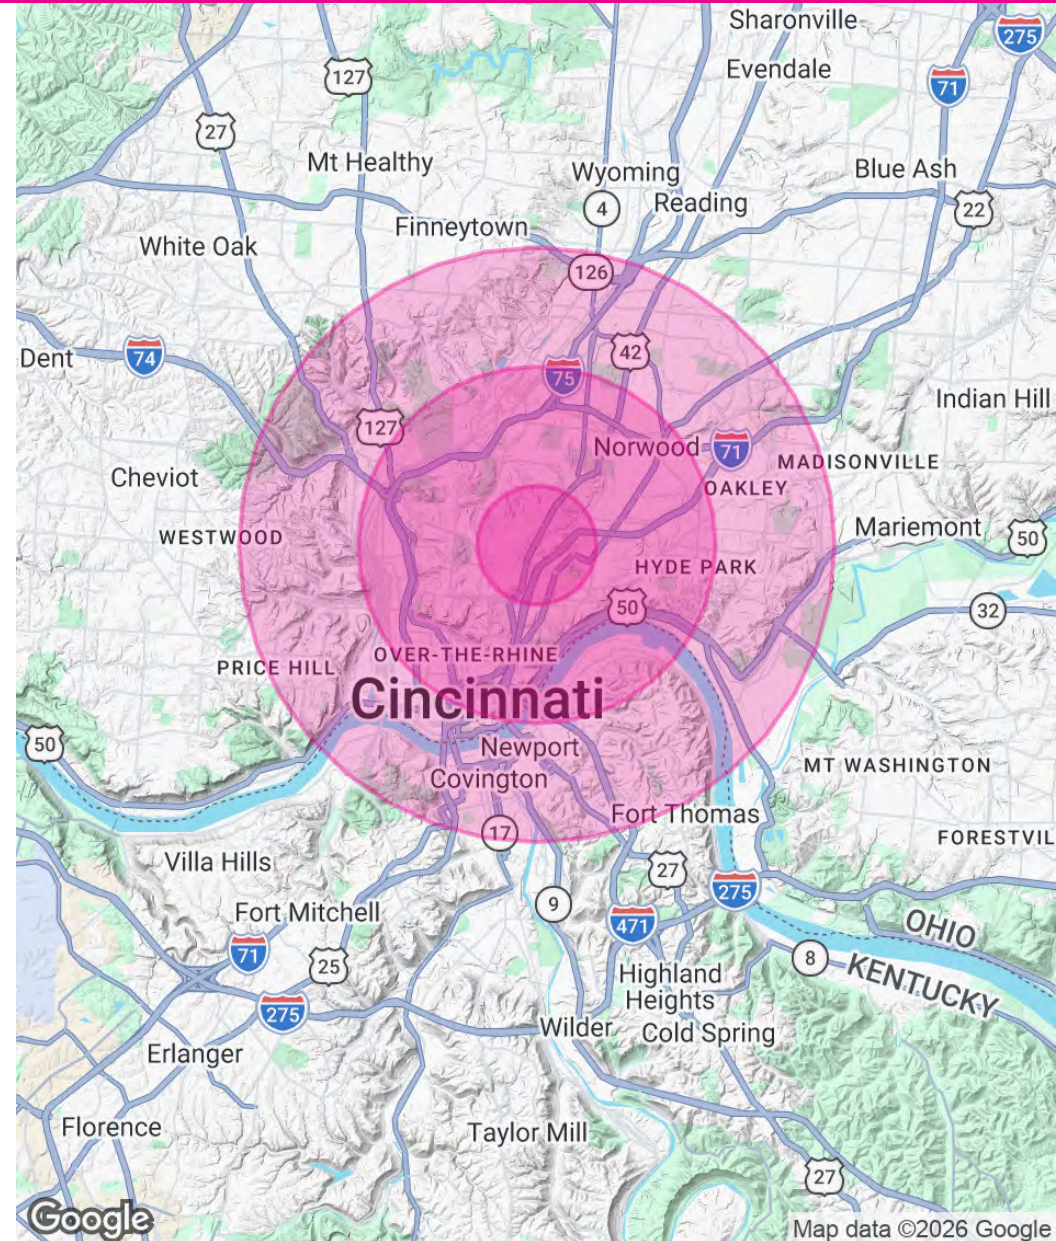 Sharonville
275
Evendale
127
71
27
Mt Healthy
Wyoming
Blue Ash
Reading
4
22
Finneytown
White Oak
126
42
Dent
74
75
Indian Hill
127
Norwood
71
MADISONVILLE
Cheviot
OAKLEY
Mariemont
WESTWOOD
50
HYDE PARK
50
32
OVER-THE-RHINE
PRICE HILL
Cincinnati
50
Newport
MT WASHINGTON
Covington
Fort Thomas
17
FORESTVIL
Villa Hills
27
275
9
Fort Mitchell
471
OHIO
71
25
8
KENTUCKY
Highland
Heights
275
Wilder
Cold Spring
Erlanger
Florence
Taylor Mill
27
Google
Map data ©2026 Google